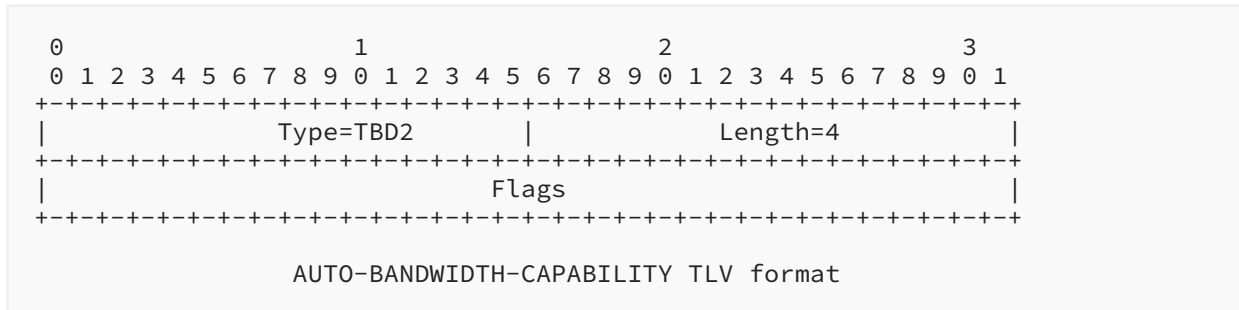 0                   1                   2                   3
 0 1 2 3 4 5 6 7 8 9 0 1 2 3 4 5 6 7 8 9 0 1 2 3 4 5 6 7 8 9 0 1
+-+-+-+-+-+-+-+-+-+-+-+-+-+-+-+-+-+-+-+-+-+-+-+-+-+-+-+-+-+-+-+-+
|               Type=TBD2       |            Length=4           |
+-+-+-+-+-+-+-+-+-+-+-+-+-+-+-+-+-+-+-+-+-+-+-+-+-+-+-+-+-+-+-+-+
|                             Flags                             |
+-+-+-+-+-+-+-+-+-+-+-+-+-+-+-+-+-+-+-+-+-+-+-+-+-+-+-+-+-+-+-+-+
                AUTO-BANDWIDTH-CAPABILITY TLV format